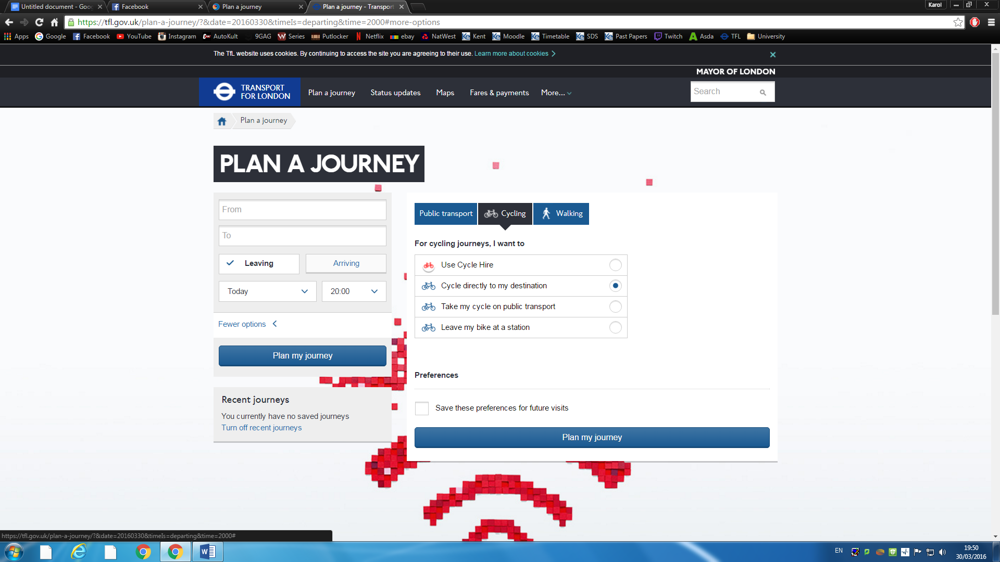 Untitled document - Goo
Facebook
Plan a journey
Plan a journey - Transport
Karol
https://tfl.gov.uk/plan-a-journey/?&date=20160330&timeIs=departing&time=2000#more-options
Apps Google Facebook YouTube Instagram AutoKult 9GAG Series Putlocker Netflix ebay NatWest Kent Moodle Timetable SDS Past Papers Twitch Asda TFL University
The TfL website uses cookies. By continuing to access the site you are agreeing to their use. Learn more about cookies
MAYOR OF LONDON
TRANSPORT
FOR LONDON
Plan a journey Status updates Maps Fares & payments More...
Search
Plan a journey
PLAN A JOURNEY
From
To
Leaving Arriving
Today 20:00
Fewer options
Plan my journey
Recent journeys
You currently have no saved journeys
Turn off recent journeys
Public transport Cycling Walking
For cycling journeys, I want to
Use Cycle Hire
Cycle directly to my destination
Take my cycle on public transport
Leave my bike at a station
Preferences
Save these preferences for future visits
Plan my journey
https://tfl.gov.uk/plan-a-journey/?&date=20160330&timeIs=departing&time=2000#
EN
19:50
30/03/2016